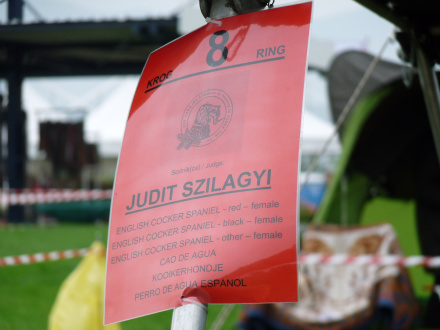 8
KROG RING
JUDIT SZILAGYI
ENGLISH COCKER SPANIEL - red – female
ENGLISH COCKER SPANIEL - black – female
ENGLISH COCKER SPANIEL - other – female
CAO DE AGUA
KOOIKERHONDJE
PERRO DE AGUA ESPANOL